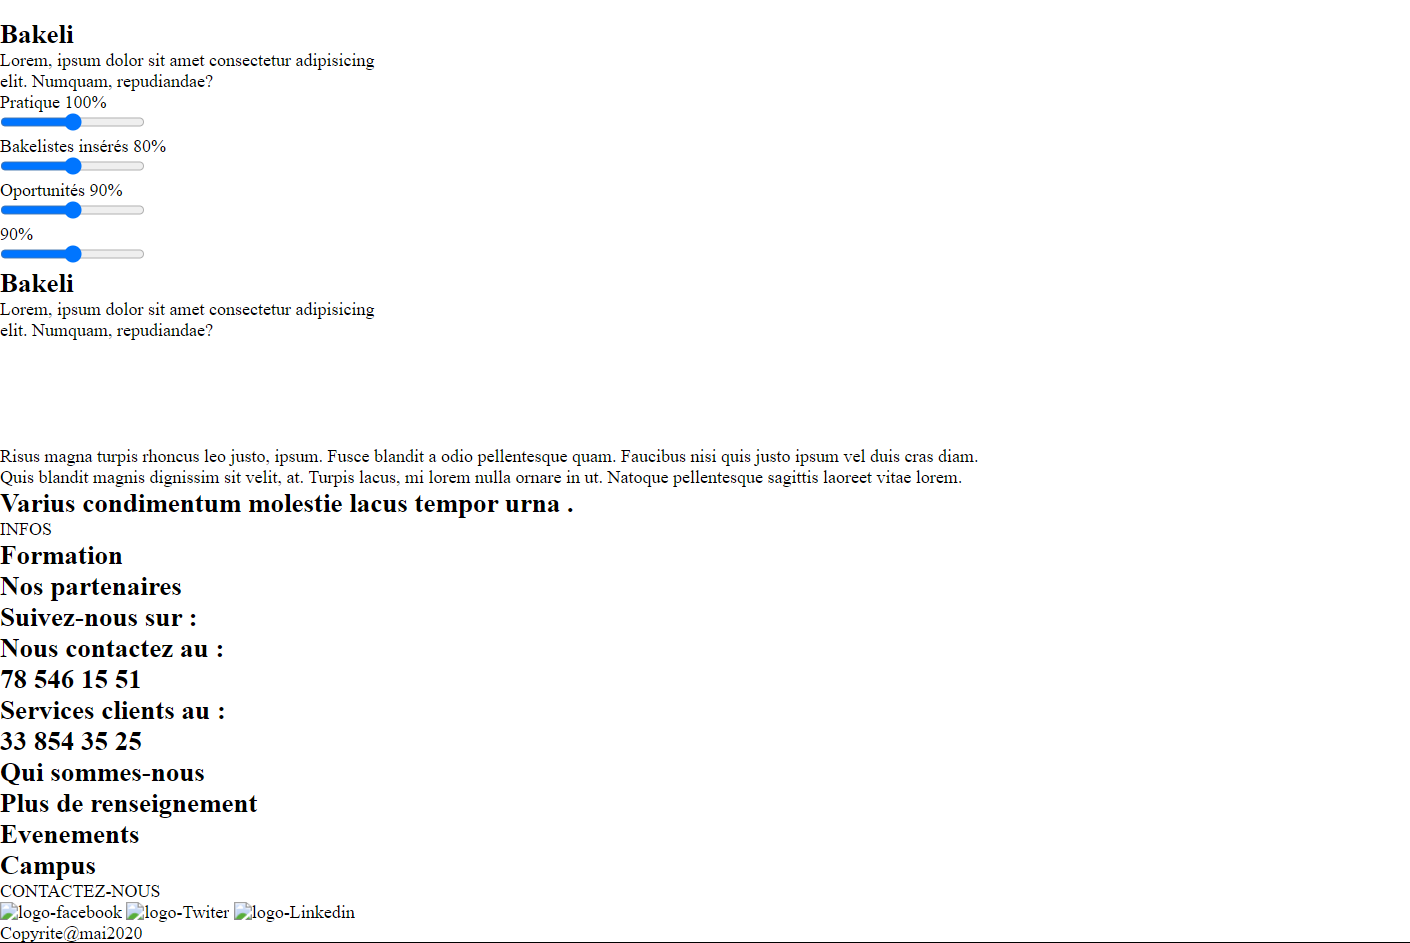 Bakeli
Lorem, ipsum dolor sit amet consectetur adipisicing
elit. Numquam, repudiandae?
Pratique 100%
Bakelistes insérés 80%
Oportunités 90%
90%
Bakeli
Lorem, ipsum dolor sit amet consectetur adipisicing
elit. Numquam, repudiandae?
Risus magna turpis rhoncus leo justo, ipsum. Fusce blandit a odio pellentesque quam. Faucibus nisi quis justo ipsum vel duis cras diam.
Quis blandit magnis dignissim sit velit, at. Turpis lacus, mi lorem nulla ornare in ut. Natoque pellentesque sagittis laoreet vitae lorem.
Varius condimentum molestie lacus tempor urna .
INFOS
Formation
Nos partenaires
Suivez-nous sur :
Nous contactez au :
78 546 15 51
Services clients au :
33 854 35 25
Qui sommes-nous
Plus de renseignement
Evenements
Campus
CONTACTEZ-NOUS
logo-facebook logo-Twiter logo-Linkedin
Copyrite@mai2020